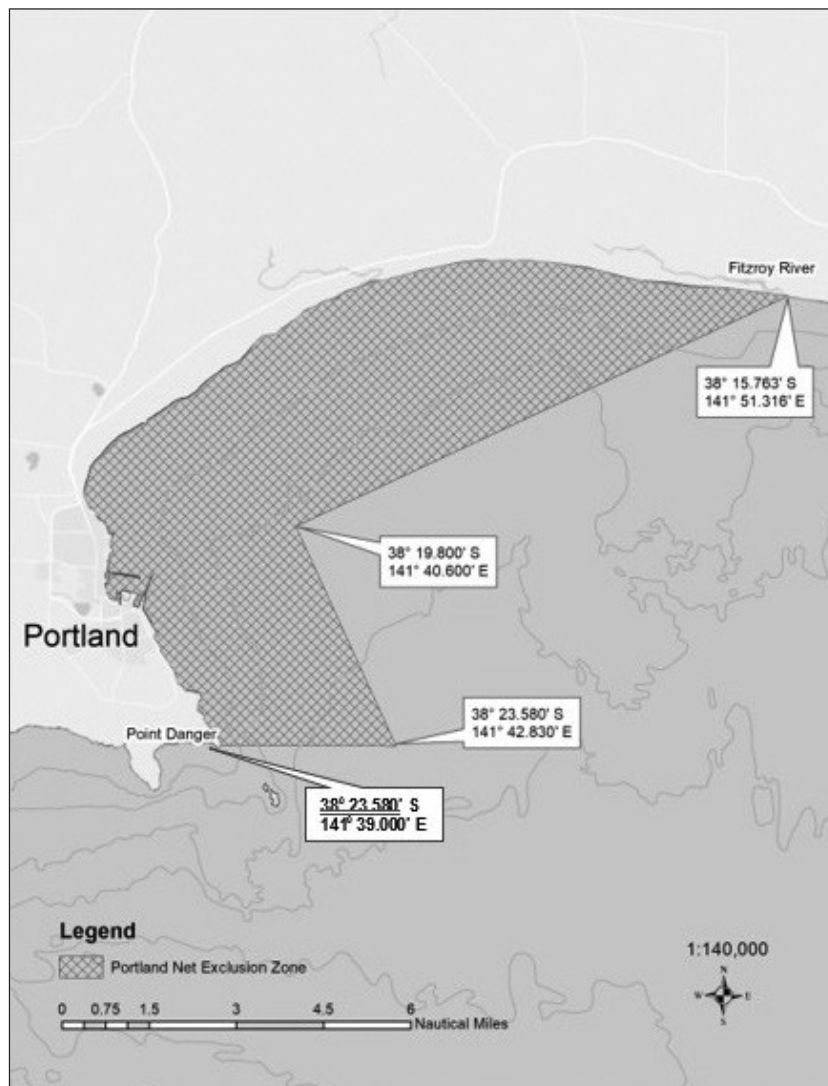 Fitzroy River
38° 15.763' S
141° 51.316' E
38° 19.800' S
141° 40.600' E
Portland
38° 23.580' S
141° 42.830' E
Point Danger
38⁰ 23.580' S
141⁰ 39.000' E
Legend
Portland Net Exclusion Zone
1:140,000
N
W E
S
0 0.75 1.5 3 4.5 6
Nautical Miles